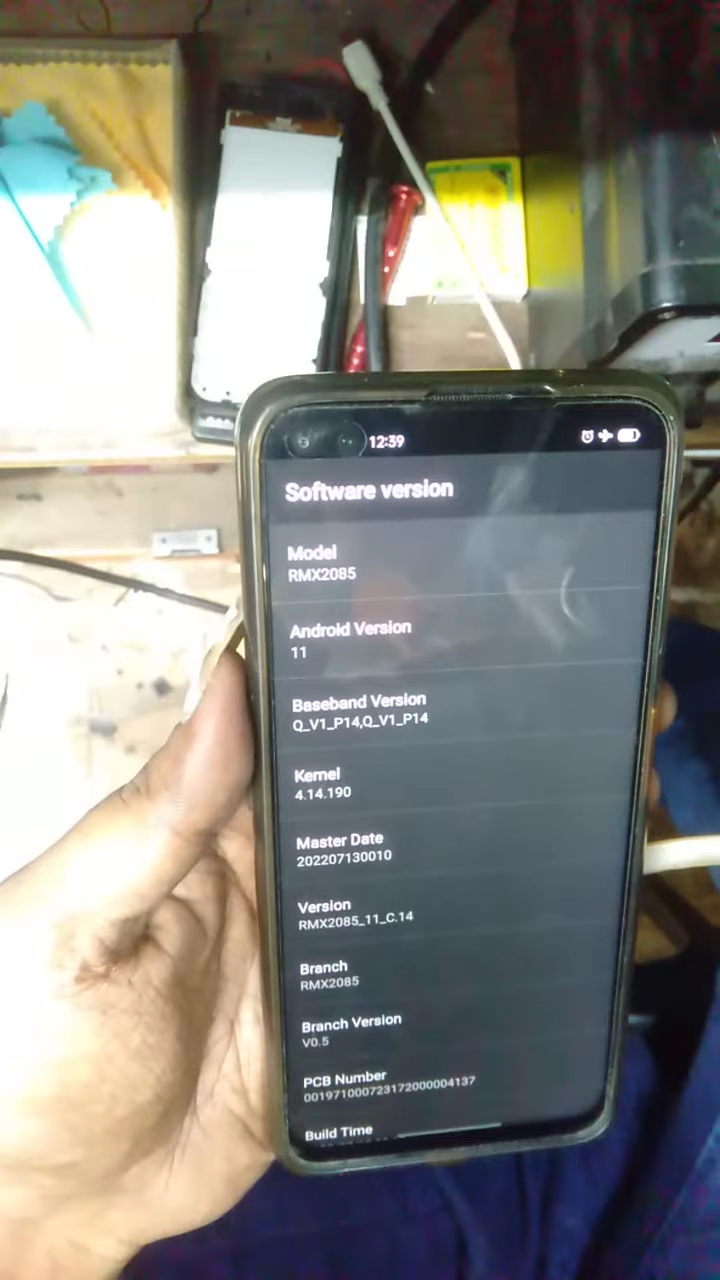 12:39
Software version
Model
RMX2085
Android Version
11
Baseband Version
Q_V1_P14,Q_V1_P14
Kernel
4.14.190
Master Date
202207130010
Version
RMX2085_11_C.14
Branch
RMX2085
Branch Version
V0.5
PCB Number
001971000723172000004137
Build Time